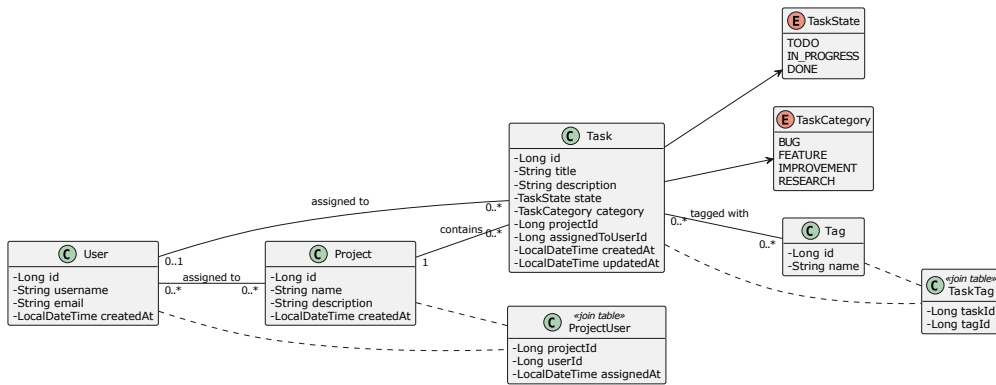 E TaskState
TODO
IN_PROGRESS
DONE
E TaskCategory
BUG
FEATURE
IMPROVEMENT
RESEARCH
C Task
-Long id
-String title
-String description
-TaskState state
-TaskCategory category
-Long projectId
-Long assignedToUserId
-LocalDateTime createdAt
-LocalDateTime updatedAt
assigned to
0..1
0..*
contains
1
0..*
tagged with
0..*
0..*
C User
-Long id
-String username
-String email
-LocalDateTime createdAt
assigned to
0..*
0..*
C Project
-Long id
-String name
-String description
-LocalDateTime createdAt
C Tag
-Long id
-String name
C «join table»
TaskTag
-Long taskId
-Long tagId
C «join table»
ProjectUser
-Long projectId
-Long userId
-LocalDateTime assignedAt